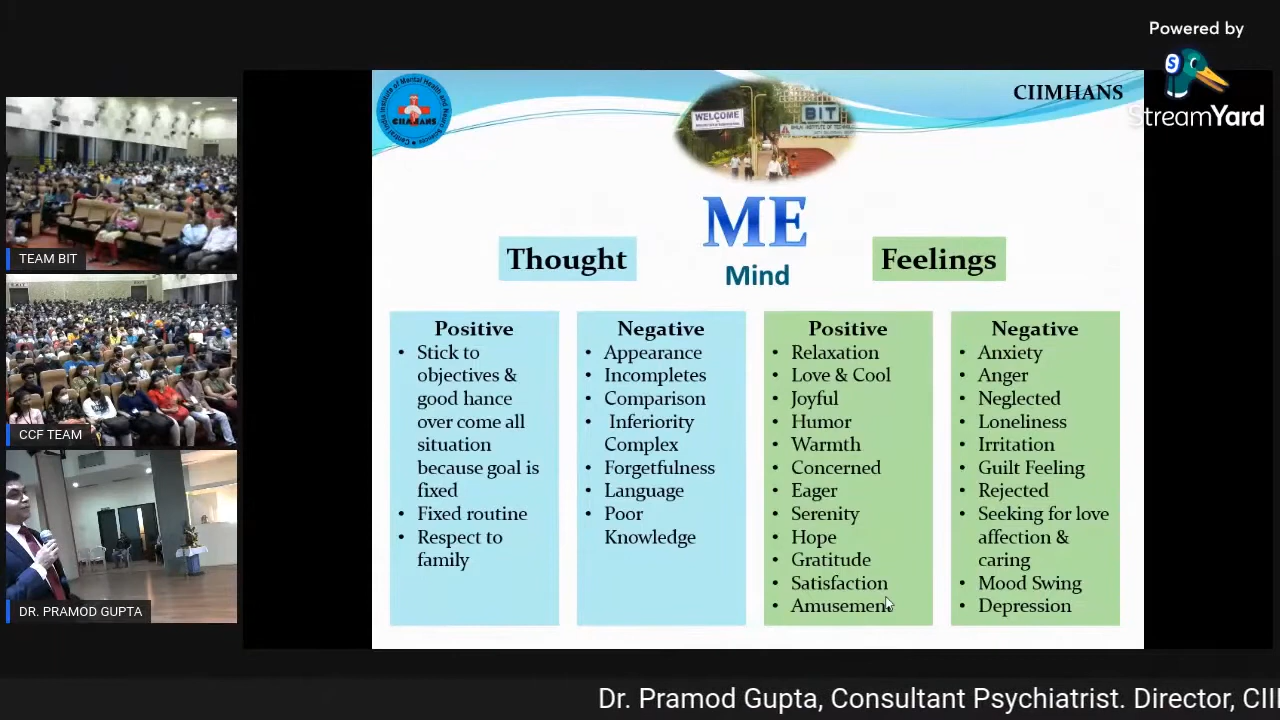 Powered by
StreamYard
CIIMHANS
CIIMHANS
WELCOME
BIT
ME
Thought
Mind
Feelings
Positive
• Stick to
objectives &
good hance
over come all
situation
because goal is
fixed
• Fixed routine
• Respect to
family
Negative
• Appearance
• Incompletes
• Comparison
• Inferiority
Complex
• Forgetfulness
• Language
• Poor
Knowledge
Positive
• Relaxation
• Love & Cool
• Joyful
• Humor
• Warmth
• Concerned
• Eager
• Serenity
• Hope
• Gratitude
• Satisfaction
• Amusement
Negative
• Anxiety
• Anger
• Neglected
• Loneliness
• Irritation
• Guilt Feeling
• Rejected
• Seeking for love
affection &
caring
• Mood Swing
• Depression
TEAM BIT
CCF TEAM
DR. PRAMOD GUPTA
Dr. Pramod Gupta, Consultant Psychiatrist. Director, CII